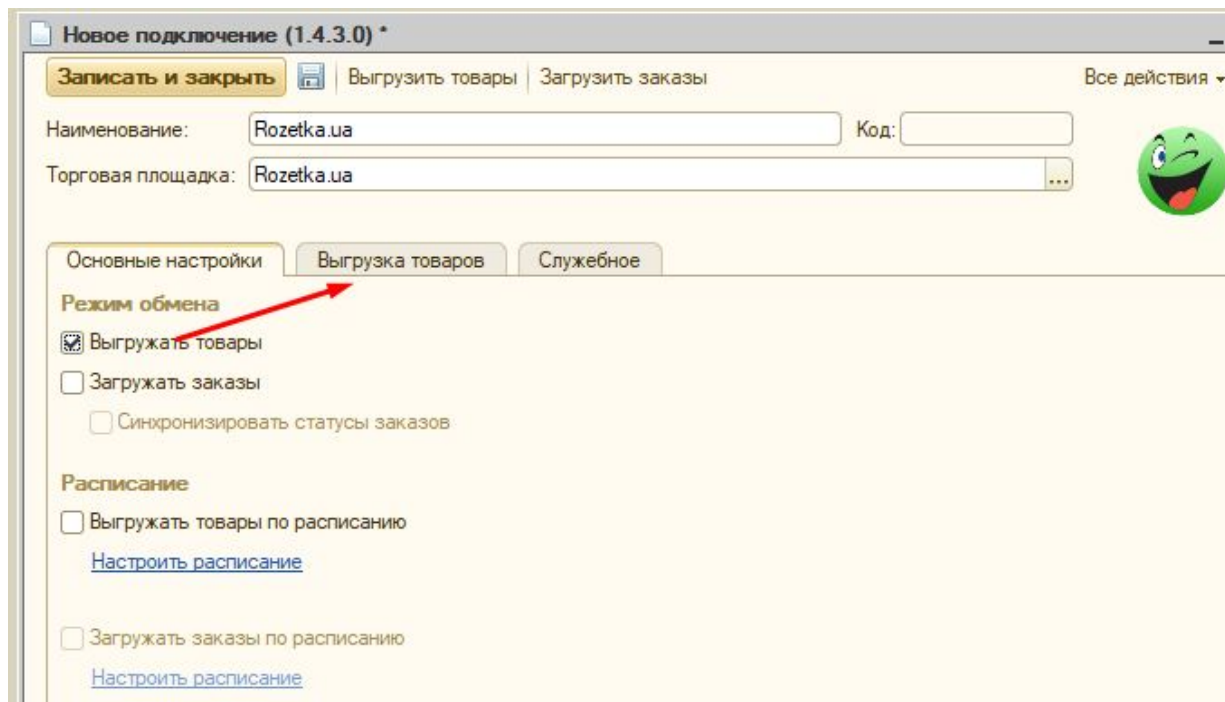 Новое подключение (1.4.3.0) *
Записать и закрыть Выгрузить товары Загрузить заказы Все действия
Наименование: Rozetka.ua Код:
Торговая площадка: Rozetka.ua ...
Основные настройки Выгрузка товаров Служебное
Режим обмена
Выгружать товары
Загружать заказы
Синхронизировать статусы заказов
Расписание
Выгружать товары по расписанию
Настроить расписание
Загружать заказы по расписанию
Настроить расписание